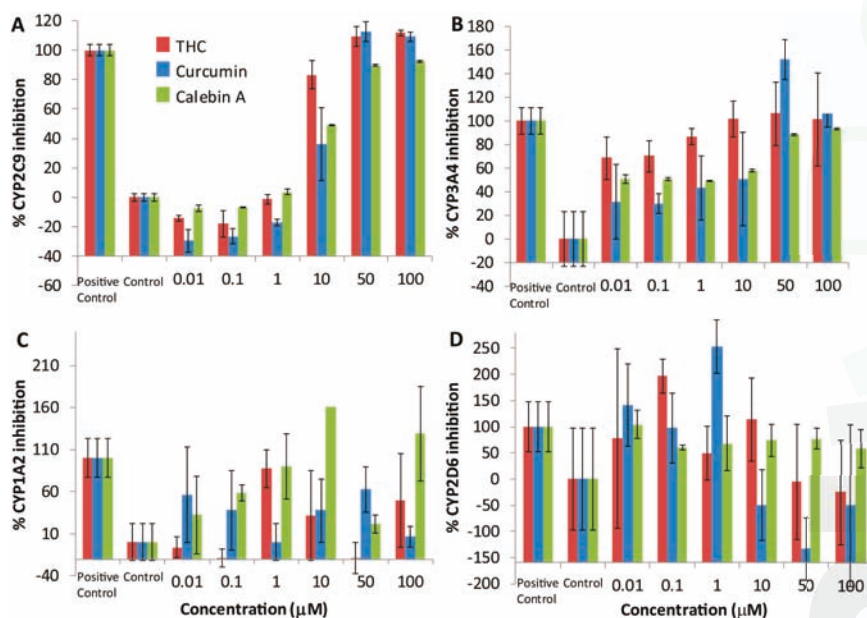 A
% CYP2C9 inhibition
120
100
80
60
40
20
0
-20
-40
-60
THC
Curcumin
Calebin A
Positive Control
Control
0.01
0.1
1
10
50
100
B
% CYP3A4 inhibition
180
160
140
120
100
80
60
40
20
0
-20
-40
Positive Control
Control
0.01
0.1
1
10
50
100
C
% CYP1A2 inhibition
210
160
110
60
10
-40
Positive Control
Control
0.01
0.1
1
10
50
100
Concentration (μM)
D
% CYP2D6 inhibition
250
200
150
100
50
0
-50
-100
-150
-200
Positive Control
Control
0.01
0.1
1
10
50
100
Concentration (μM)